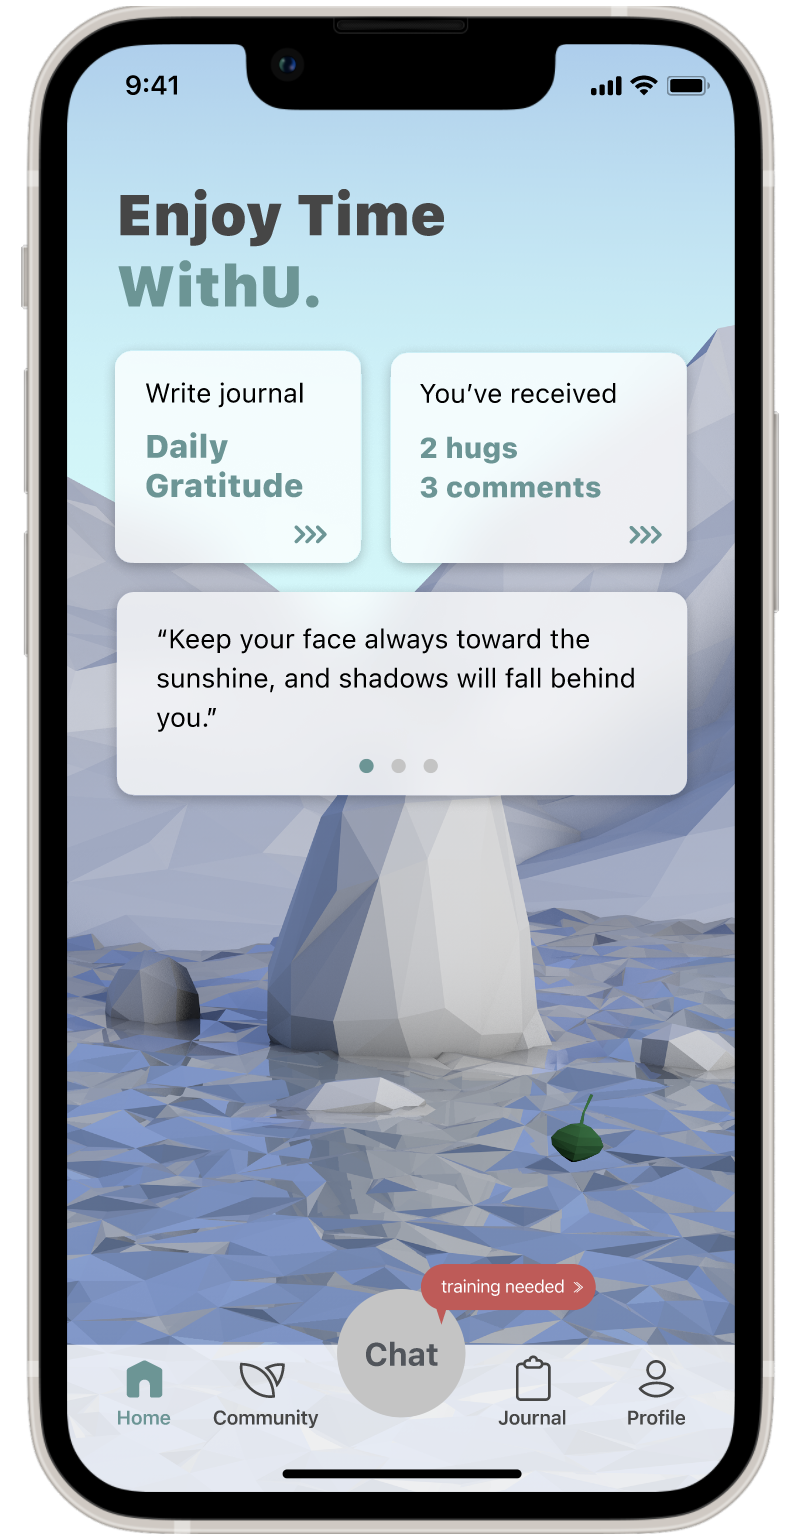 9:41
Enjoy Time
WithU.
Write journal
Daily
Gratitude
You’ve received
2 hugs
3 comments
“Keep your face always toward the
sunshine, and shadows will fall behind
you.”
training needed
Chat
Home
Community
Journal
Profile